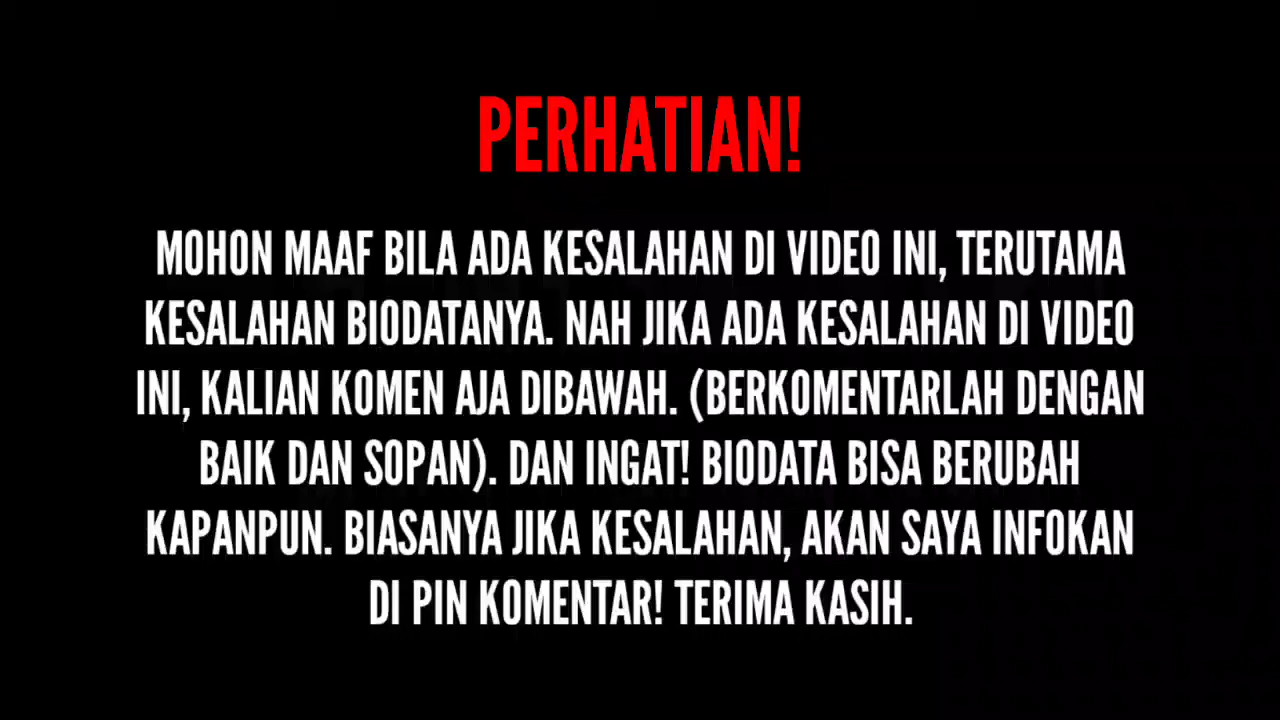 PERHATIAN!
MOHON MAAF BILA ADA KESALAHAN DI VIDEO INI, TERUTAMA
KESALAHAN BIODATANYA. NAH JIKA ADA KESALAHAN DI VIDEO
INI, KALIAN KOMEN AJA DIBAWAH. (BERKOMENTARLAH DENGAN
BAIK DAN SOPAN). DAN INGAT! BIODATA BISA BERUBAH
KAPANPUN. BIASANYA JIKA KESALAHAN, AKAN SAYA INFOKAN
DI PIN KOMENTAR! TERIMA KASIH.